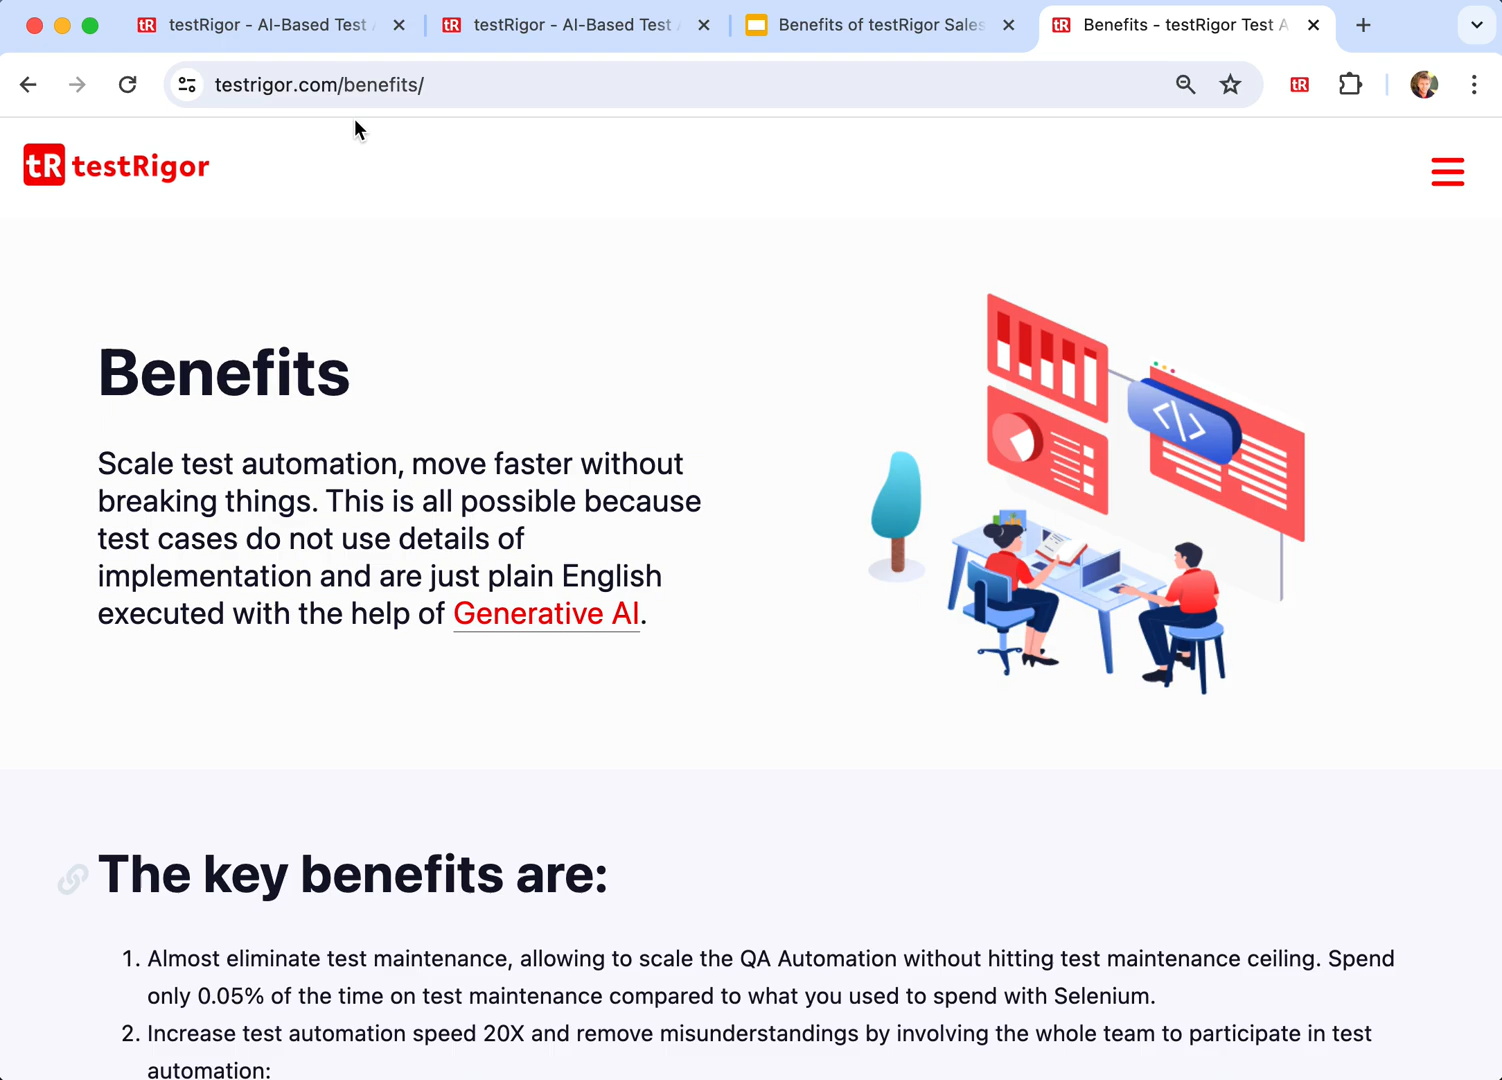 testRigor - AI-Based Test
testRigor - AI-Based Test
Benefits of testRigor Sales
Benefits - testRigor Test A
testrigor.com/benefits/
tR
tR testRigor
Benefits
Scale test automation, move faster without
breaking things. This is all possible because
test cases do not use details of
implementation and are just plain English
executed with the help of Generative AI.
</>
The key benefits are:
1. Almost eliminate test maintenance, allowing to scale the QA Automation without hitting test maintenance ceiling. Spend
only 0.05% of the time on test maintenance compared to what you used to spend with Selenium.
2. Increase test automation speed 20X and remove misunderstandings by involving the whole team to participate in test
automation: